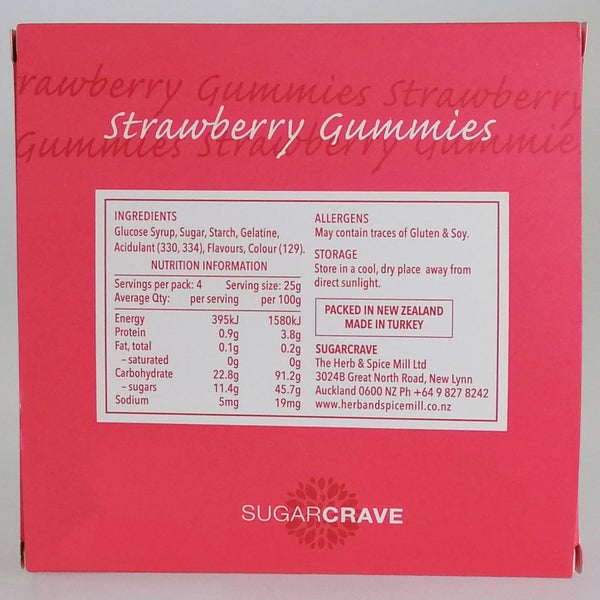 rawberry Gummies Strawberry
Strawberry Gummies
Gummies Strawberry Gummie
INGREDIENTS
Glucose Syrup, Sugar, Starch, Gelatine,
Acidulant (330, 334), Flavours, Colour (129).
NUTRITION INFORMATION
Servings per pack: 4 Serving size: 25g
Average Qty: per serving per 100g
Energy 395kJ 1580kJ
Protein 0.9g 3.8g
Fat, total 0.1g 0.2g
– saturated 0g 0g
Carbohydrate 22.8g 91.2g
– sugars 11.4g 45.7g
Sodium 5mg 19mg
ALLERGENS
May contain traces of Gluten & Soy.
STORAGE
Store in a cool, dry place away from
direct sunlight.
PACKED IN NEW ZEALAND
MADE IN TURKEY
SUGARCRAVE
The Herb & Spice Mill Ltd
3024B Great North Road, New Lynn
Auckland 0600 NZ Ph +64 9 827 8242
www.herbandspicemill.co.nz
SUGARCRAVE